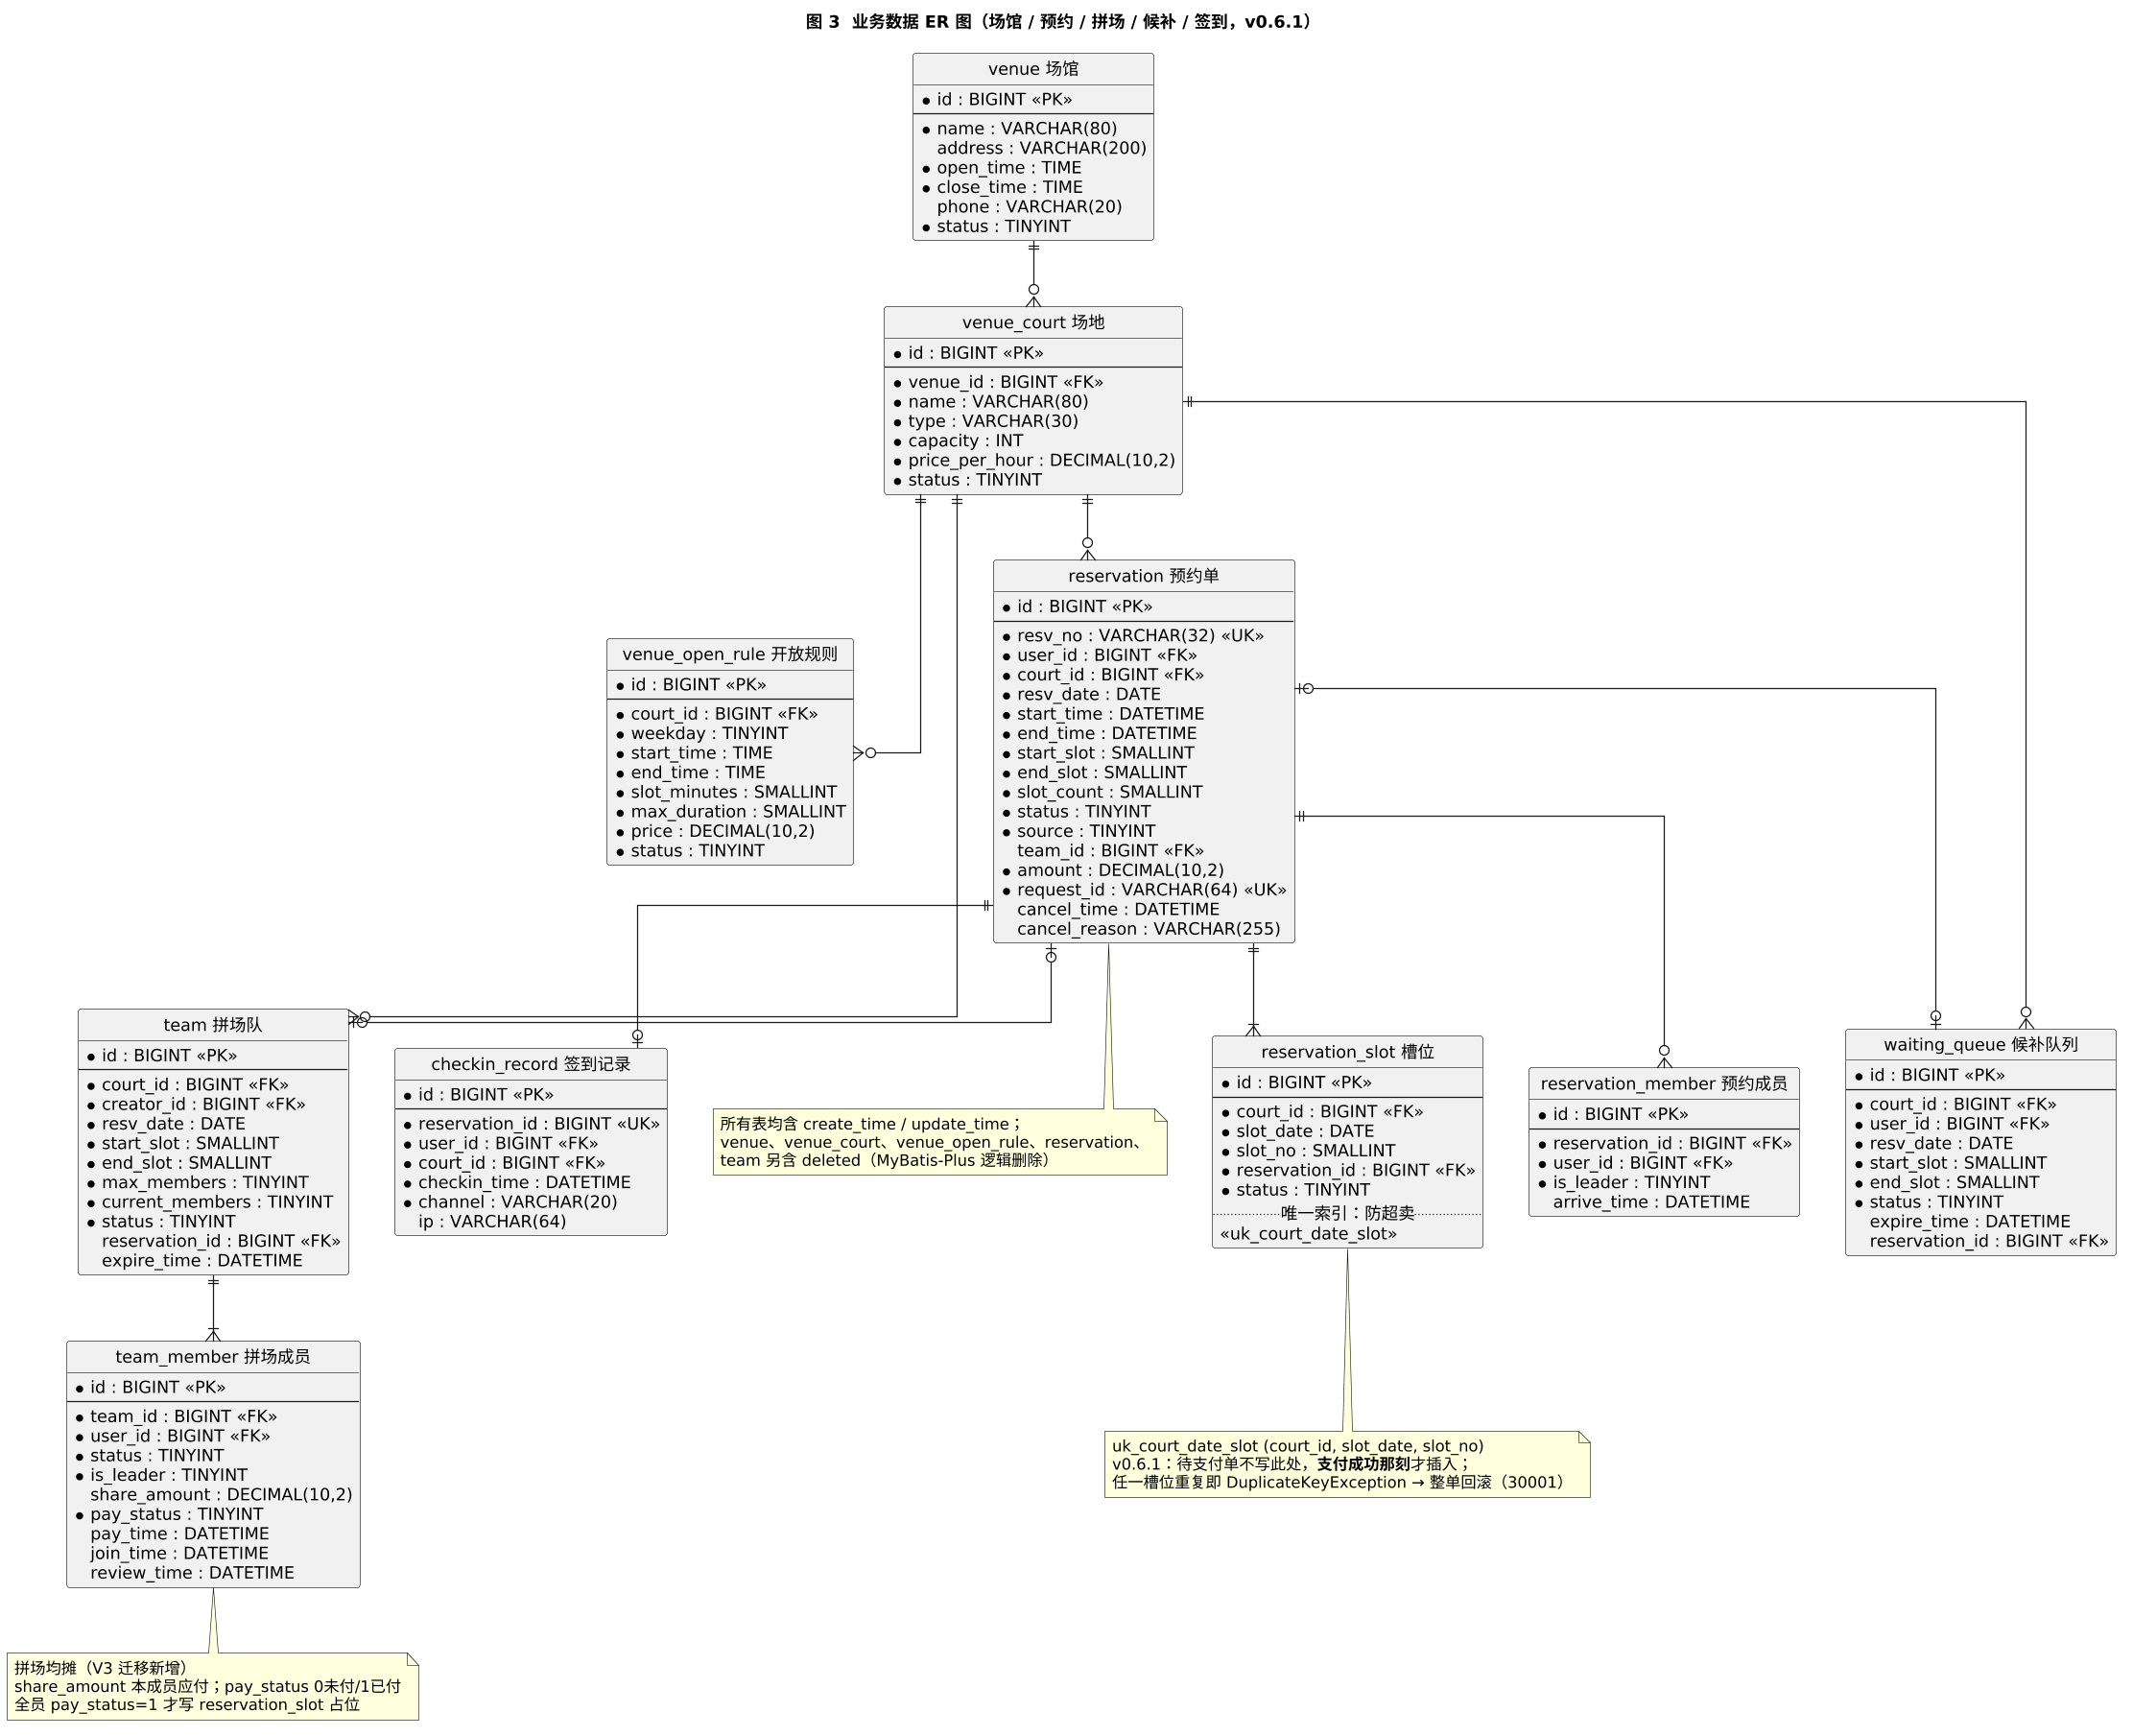 图 3  业务数据 ER 图（场馆 / 预约 / 拼场 / 候补 / 签到，v0.6.1）
venue 场馆
id : BIGINT «PK»
name : VARCHAR(80)
address : VARCHAR(200)
open_time : TIME
close_time : TIME
phone : VARCHAR(20)
status : TINYINT
venue_court 场地
id : BIGINT «PK»
venue_id : BIGINT «FK»
name : VARCHAR(80)
type : VARCHAR(30)
capacity : INT
price_per_hour : DECIMAL(10,2)
status : TINYINT
reservation 预约单
id : BIGINT «PK»
resv_no : VARCHAR(32) «UK»
user_id : BIGINT «FK»
court_id : BIGINT «FK»
resv_date : DATE
start_time : DATETIME
end_time : DATETIME
start_slot : SMALLINT
end_slot : SMALLINT
slot_count : SMALLINT
status : TINYINT
source : TINYINT
team_id : BIGINT «FK»
amount : DECIMAL(10,2)
request_id : VARCHAR(64) «UK»
cancel_time : DATETIME
cancel_reason : VARCHAR(255)
venue_open_rule 开放规则
id : BIGINT «PK»
court_id : BIGINT «FK»
weekday : TINYINT
start_time : TIME
end_time : TIME
slot_minutes : SMALLINT
max_duration : SMALLINT
price : DECIMAL(10,2)
status : TINYINT
team 拼场队
id : BIGINT «PK»
court_id : BIGINT «FK»
creator_id : BIGINT «FK»
resv_date : DATE
start_slot : SMALLINT
end_slot : SMALLINT
max_members : TINYINT
current_members : TINYINT
status : TINYINT
reservation_id : BIGINT «FK»
expire_time : DATETIME
checkin_record 签到记录
id : BIGINT «PK»
reservation_id : BIGINT «UK»
user_id : BIGINT «FK»
court_id : BIGINT «FK»
checkin_time : DATETIME
channel : VARCHAR(20)
ip : VARCHAR(64)
所有表均含 create_time / update_time；
venue、venue_court、venue_open_rule、reservation、
team 另含 deleted（MyBatis-Plus 逻辑删除）
reservation_slot 槽位
id : BIGINT «PK»
court_id : BIGINT «FK»
slot_date : DATE
slot_no : SMALLINT
reservation_id : BIGINT «FK»
status : TINYINT
唯一索引：防超卖
«uk_court_date_slot»
reservation_member 预约成员
id : BIGINT «PK»
reservation_id : BIGINT «FK»
user_id : BIGINT «FK»
is_leader : TINYINT
arrive_time : DATETIME
waiting_queue 候补队列
id : BIGINT «PK»
court_id : BIGINT «FK»
user_id : BIGINT «FK»
resv_date : DATE
start_slot : SMALLINT
end_slot : SMALLINT
status : TINYINT
expire_time : DATETIME
reservation_id : BIGINT «FK»
team_member 拼场成员
id : BIGINT «PK»
team_id : BIGINT «FK»
user_id : BIGINT «FK»
status : TINYINT
is_leader : TINYINT
share_amount : DECIMAL(10,2)
pay_status : TINYINT
pay_time : DATETIME
join_time : DATETIME
review_time : DATETIME
uk_court_date_slot (court_id, slot_date, slot_no)
v0.6.1：待支付单不写此处，支付成功那刻才插入；
任一槽位重复即 DuplicateKeyException → 整单回滚（30001）
拼场均摊（V3 迁移新增）
share_amount 本成员应付；pay_status 0未付/1已付
全员 pay_status=1 才写 reservation_slot 占位